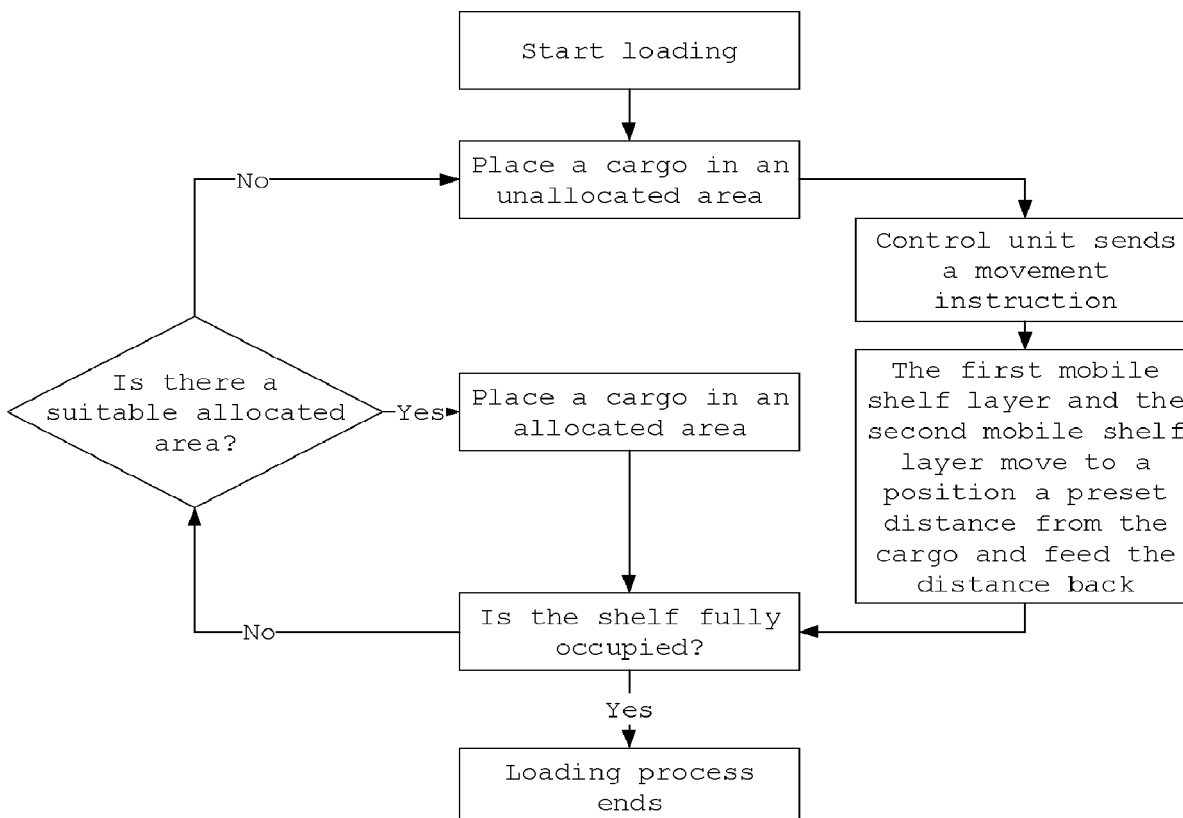 Start loading
Place a cargo in an
unallocated area
No
Control unit sends
a movement
instruction
The first mobile
shelf layer and the
second mobile shelf
layer move to a
position a preset
distance from the
cargo and feed the
distance back
Is there a
suitable allocated
area?
Yes
Place a cargo in an
allocated area
Is the shelf fully
occupied?
No
Yes
Loading process
ends